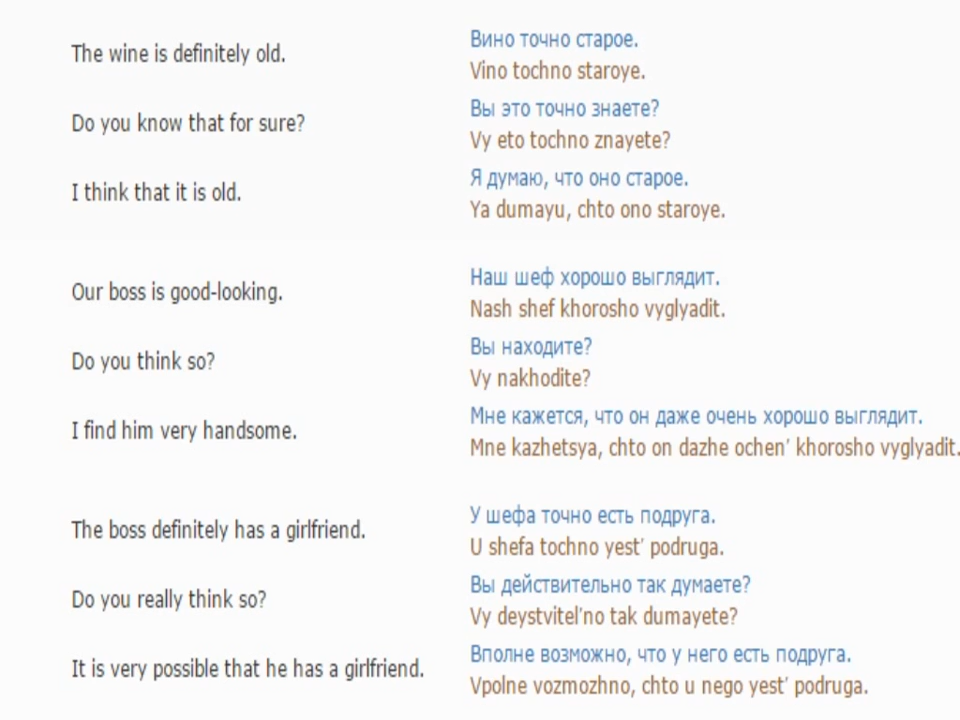 The wine is definitely old.
Вино точно старое.
Vino tochno staroye.
Do you know that for sure?
Вы это точно знаете?
Vy eto tochno znayete?
I think that it is old.
Я думаю, что оно старое.
Ya dumayu, chto ono staroye.
Our boss is good-looking.
Наш шеф хорошо выглядит.
Nash shef khorosho vyglyadit.
Do you think so?
Вы находите?
Vy nakhodite?
I find him very handsome.
Мне кажется, что он даже очень хорошо выглядит.
Mne kazhetsya, chto on dazhe ochenʹ khorosho vyglyadit.
The boss definitely has a girlfriend.
У шефа точно есть подруга.
U shefa tochno yestʹ podruga.
Do you really think so?
Вы действительно так думаете?
Vy deystvitelʹno tak dumayete?
It is very possible that he has a girlfriend.
Вполне возможно, что у него есть подруга.
Vpolne vozmozhno, chto u nego yestʹ podruga.